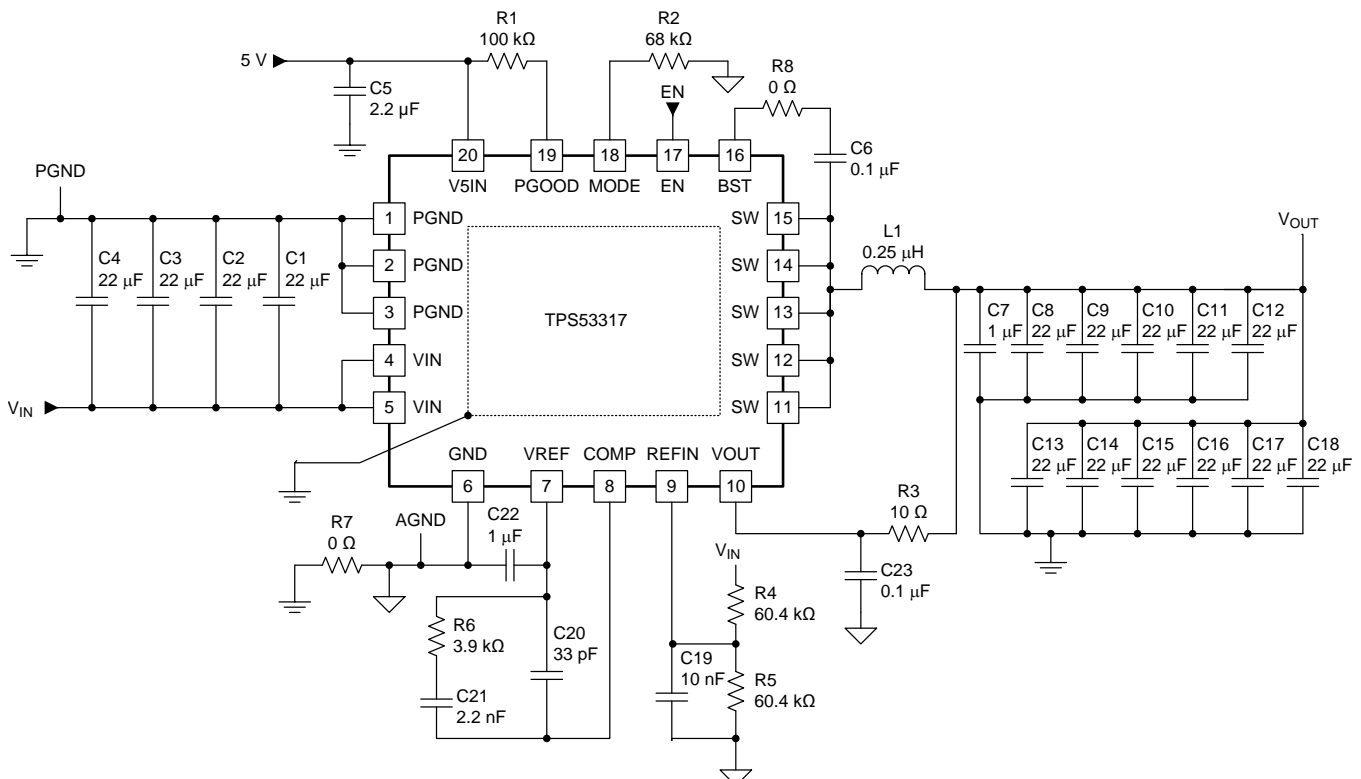 R1
100 kΩ
R2
68 kΩ
5 V
C5
2.2 µF
EN
R8
0 Ω
C6
0.1 µF
20
19
18
17
16
V5IN
PGOOD
MODE
EN
BST
PGND
1
PGND
2
PGND
3
PGND
4
VIN
5
VIN
C4
22 µF
C3
22 µF
C2
22 µF
C1
22 µF
VIN
TPS53317
SW
15
SW
14
SW
13
SW
12
SW
11
L1
0.25 µH
VOUT
C7
1 µF
C8
22 µF
C9
22 µF
C10
22 µF
C11
22 µF
C12
22 µF
C13
22 µF
C14
22 µF
C15
22 µF
C16
22 µF
C17
22 µF
C18
22 µF
GND
VREF
COMP
REFIN
VOUT
6
7
8
9
10
R3
10 Ω
C23
0.1 µF
AGND
C22
1 µF
R7
0 Ω
R6
3.9 kΩ
C21
2.2 nF
C20
33 pF
VIN
R4
60.4 kΩ
C19
10 nF
R5
60.4 kΩ